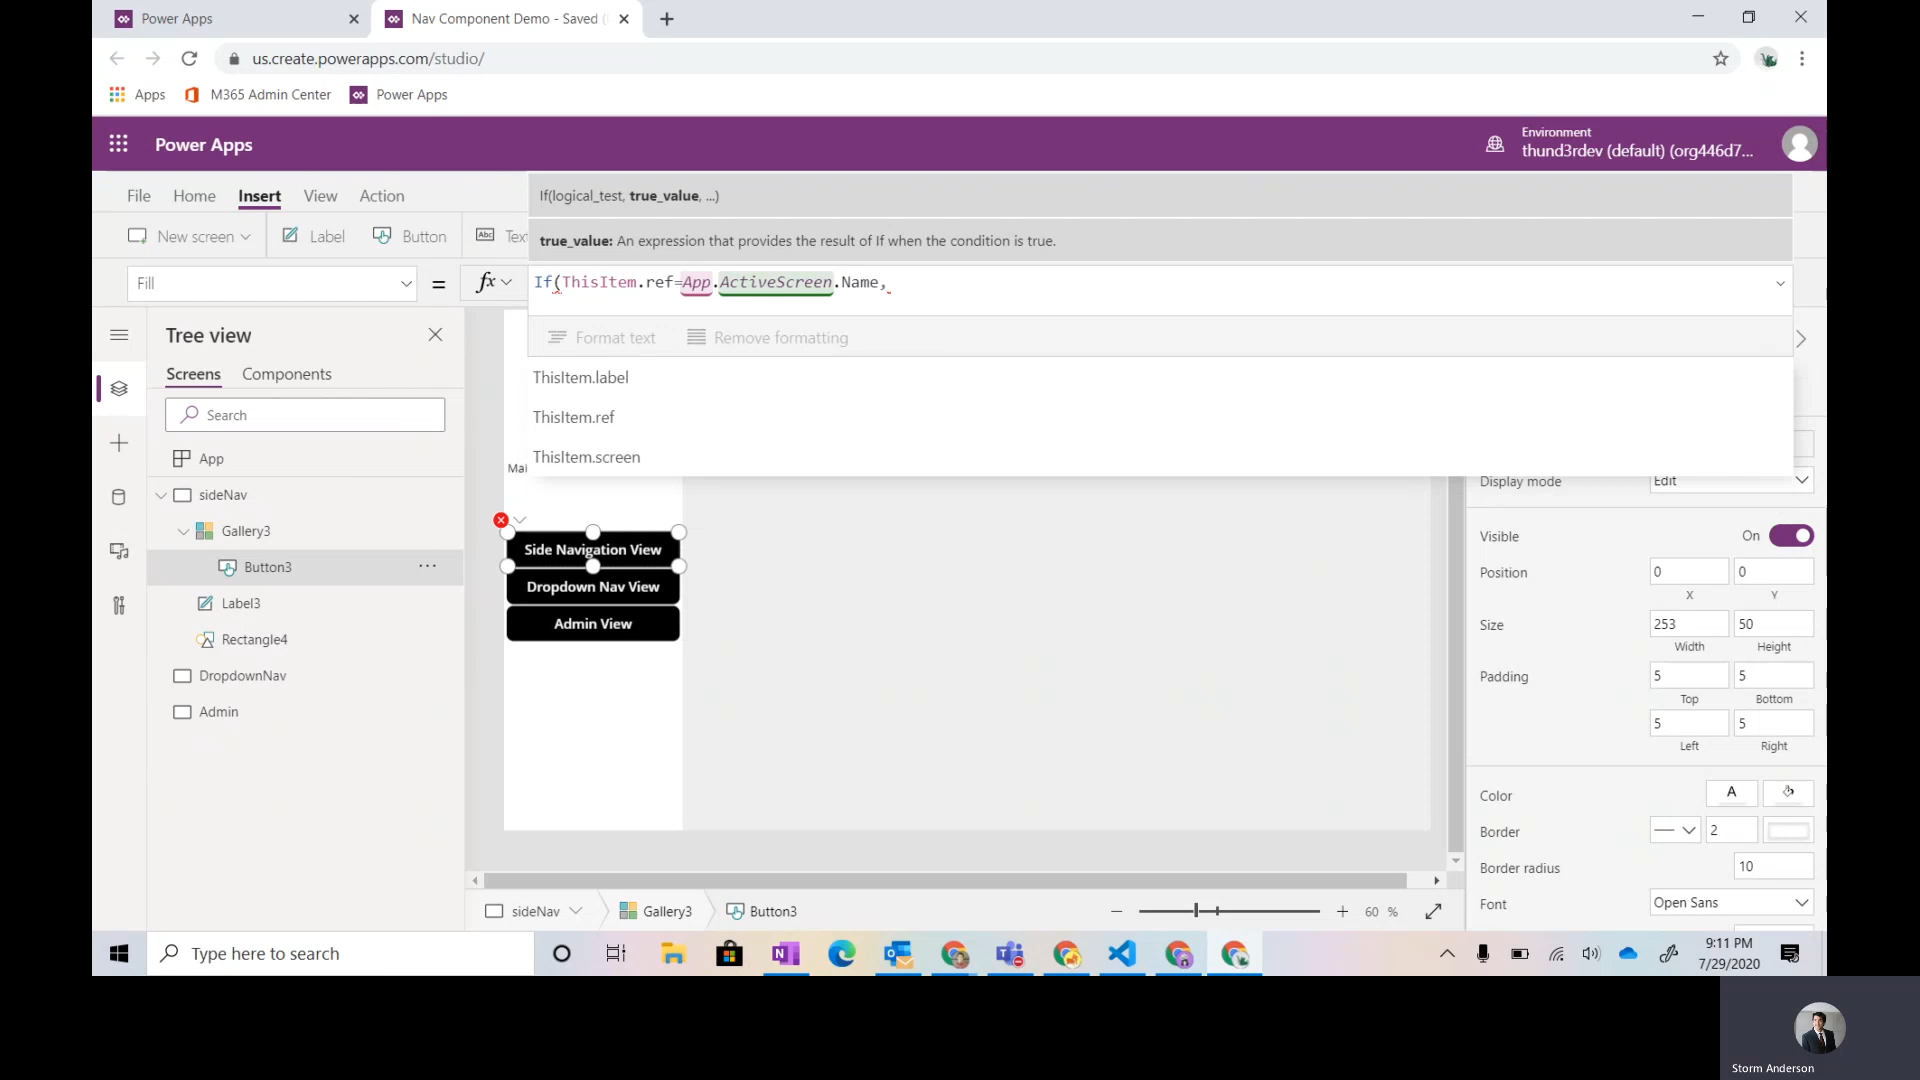 Power Apps
Nav Component Demo - Saved (
us.create.powerapps.com/studio/
Apps
M365 Admin Center
Power Apps
Power Apps
Environment
thund3rdev (default) (org446d7...
File
Home
Insert
View
Action
If(logical_test, true_value, ...)
New screen
Label
Button
Abc
Tex
true_value: An expression that provides the result of If when the condition is true.
Fill
=
fx
If(ThisItem.ref=App.ActiveScreen.Name,
Format text
Remove formatting
ThisItem.label
ThisItem.ref
ThisItem.screen
Tree view
Screens
Components
Search
App
sideNav
Gallery3
Button3
Label3
Rectangle4
DropdownNav
Admin
Mai
Side Navigation View
Dropdown Nav View
Admin View
Display mode
Edit
Visible
On
Position
0
0
X
Y
Size
253
50
Width
Height
Padding
5
5
Top
Bottom
5
5
Left
Right
Color
A
Border
2
Border radius
10
Font
Open Sans
sideNav
Gallery3
Button3
60 %
Type here to search
9:11 PM
7/29/2020
Storm Anderson